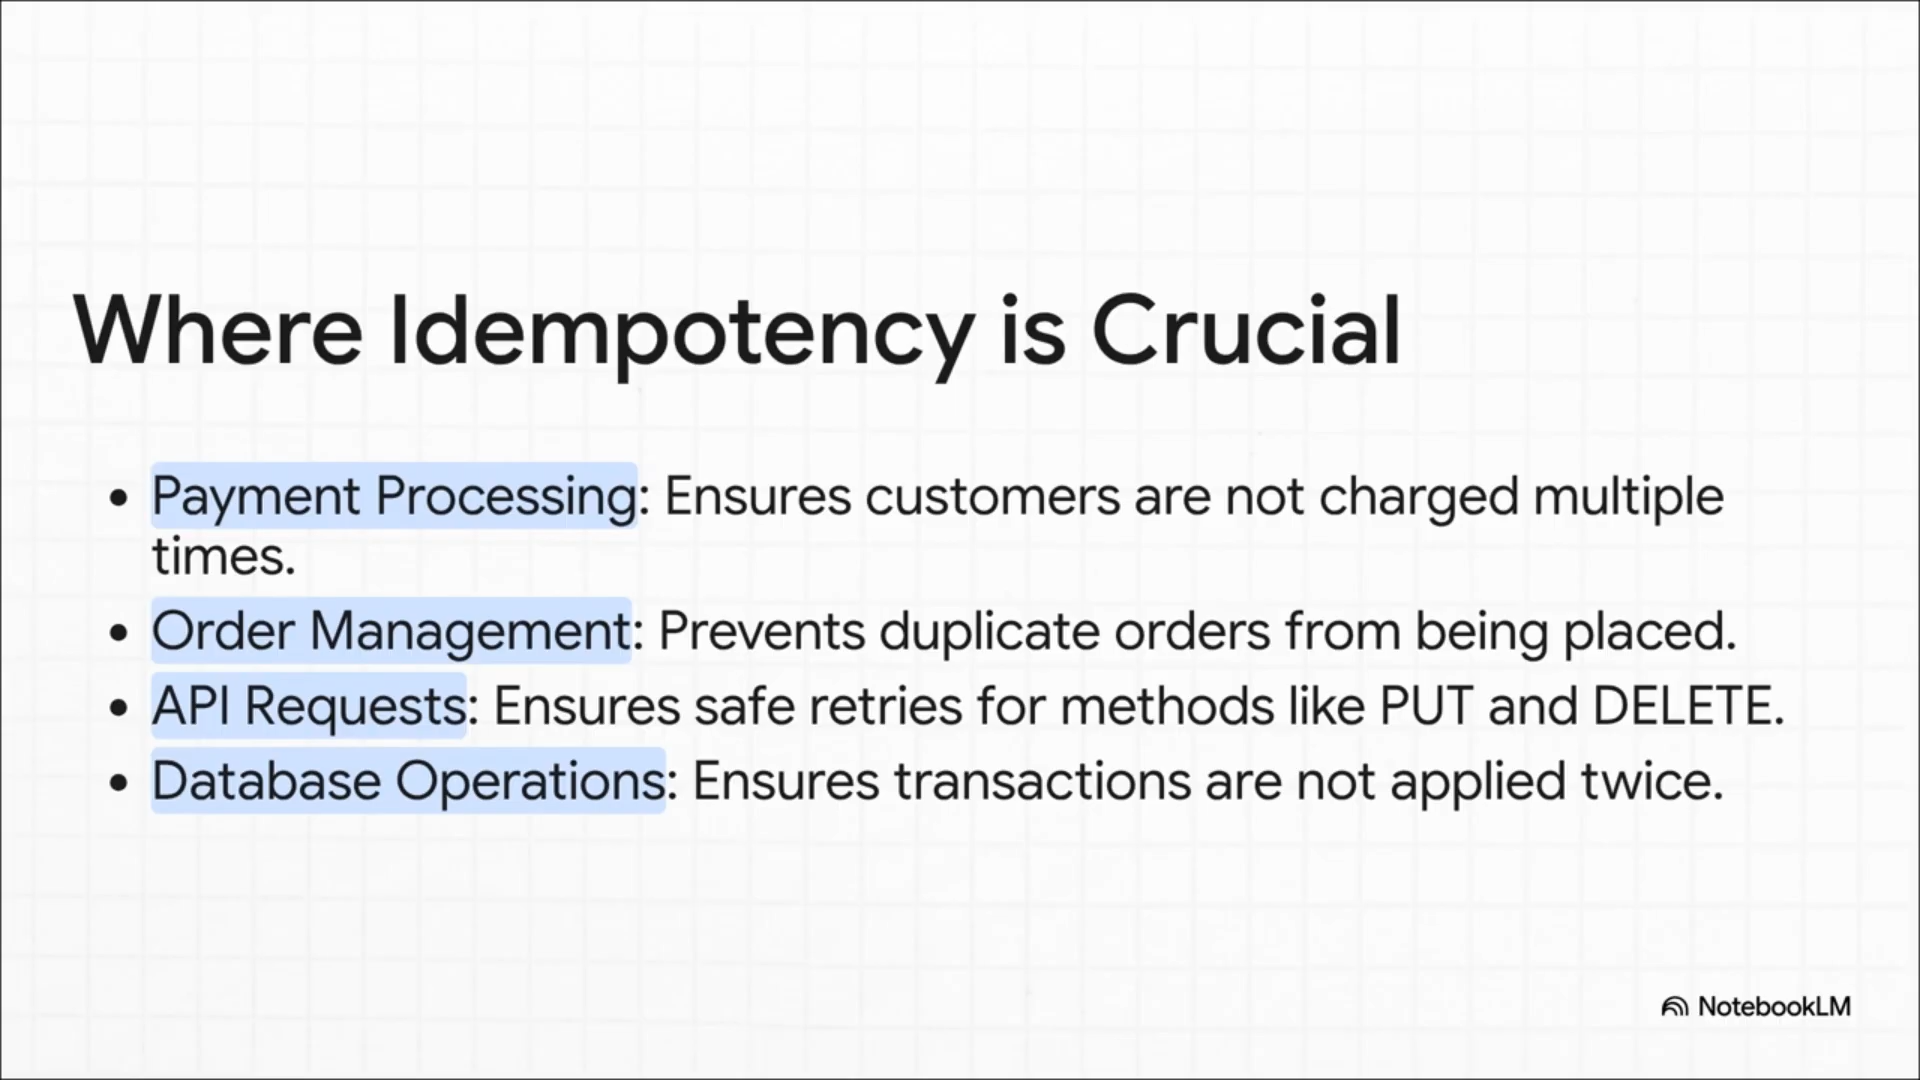 Where Idempotency is Crucial
• Payment Processing: Ensures customers are not charged multiple
times.
• Order Management: Prevents duplicate orders from being placed.
• API Requests: Ensures safe retries for methods like PUT and DELETE.
• Database Operations: Ensures transactions are not applied twice.
NotebookLM